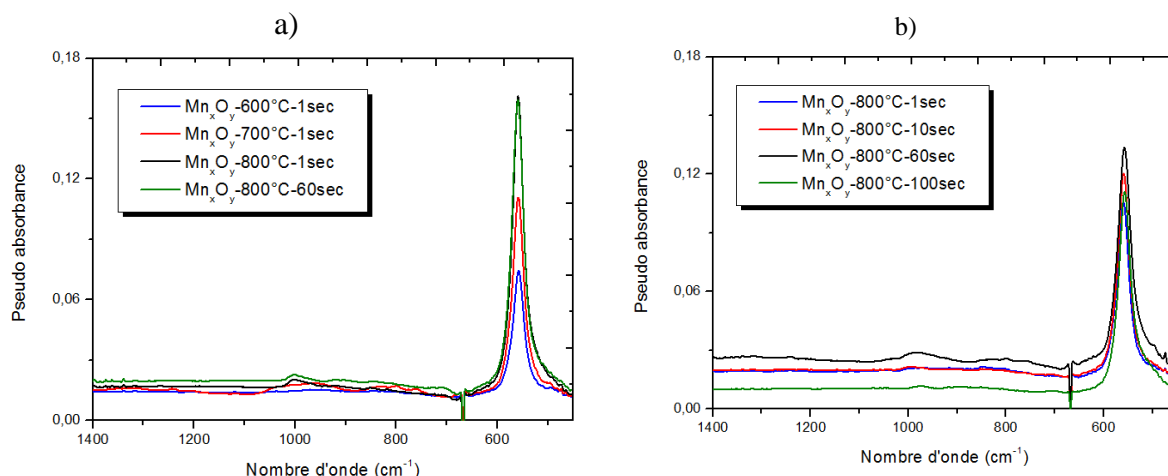 a)
0,18
0,12
0,06
0,00
Pseudo absorbance
MnxOy-600°C-1sec
MnxOy-700°C-1sec
MnxOy-800°C-1sec
MnxOy-800°C-60sec
1400 1200 1000 800 600
Nombre d'onde (cm-1)
b)
0,18
0,12
0,06
0,00
Pseudo absorbance
MnxOy-800°C-1sec
MnxOy-800°C-10sec
MnxOy-800°C-60sec
MnxOy-800°C-100sec
1400 1200 1000 800 600
Nombre d'onde (cm-1)